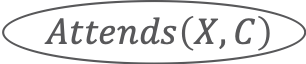 Attends(X, C)